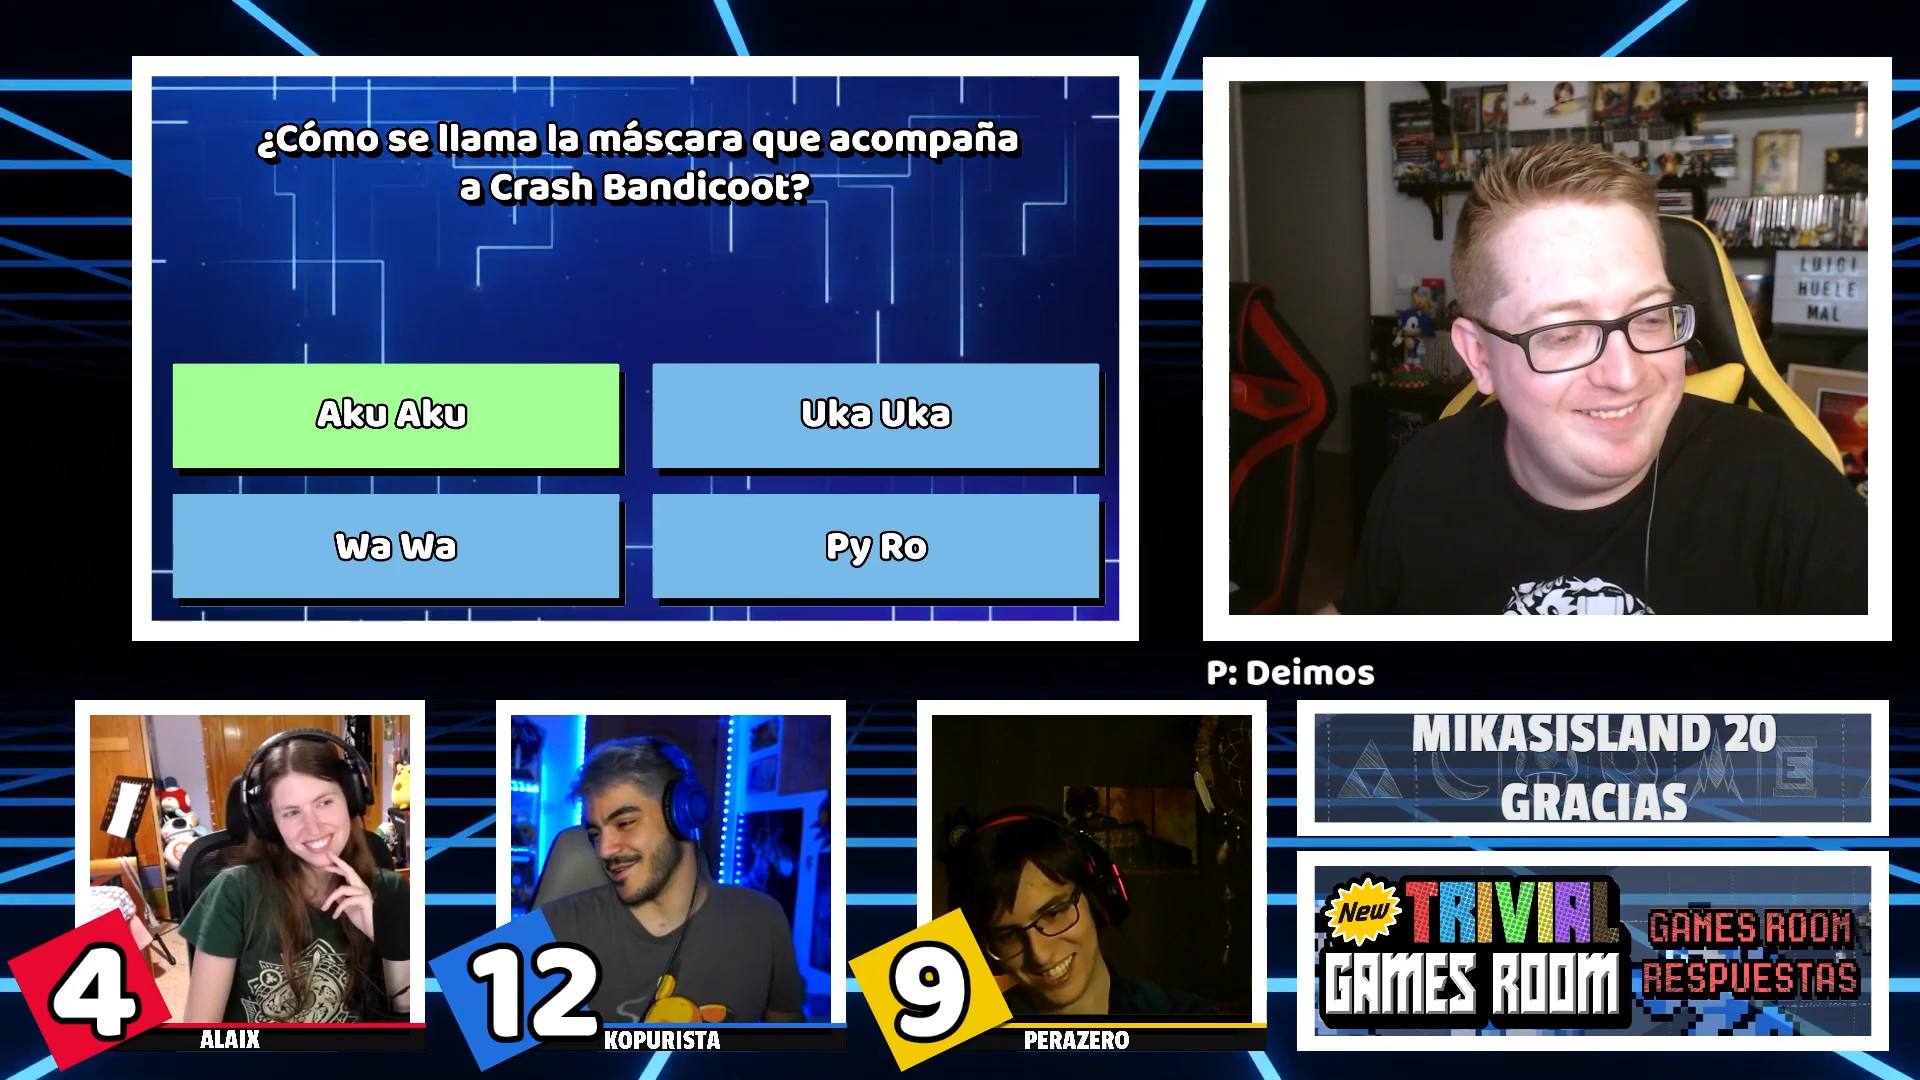 ¿Cómo se llama la máscara que acompaña
a Crash Bandicoot?
Aku Aku
Uka Uka
Wa Wa
Py Ro
LUIGI
HUELE
MAL
P: Deimos
4
ALAIX
12
KOPURISTA
9
PERAZERO
MIKASISLAND 20
GRACIAS
New
TRIVIAL
GAMES ROOM
GAMES ROOM
RESPUESTAS